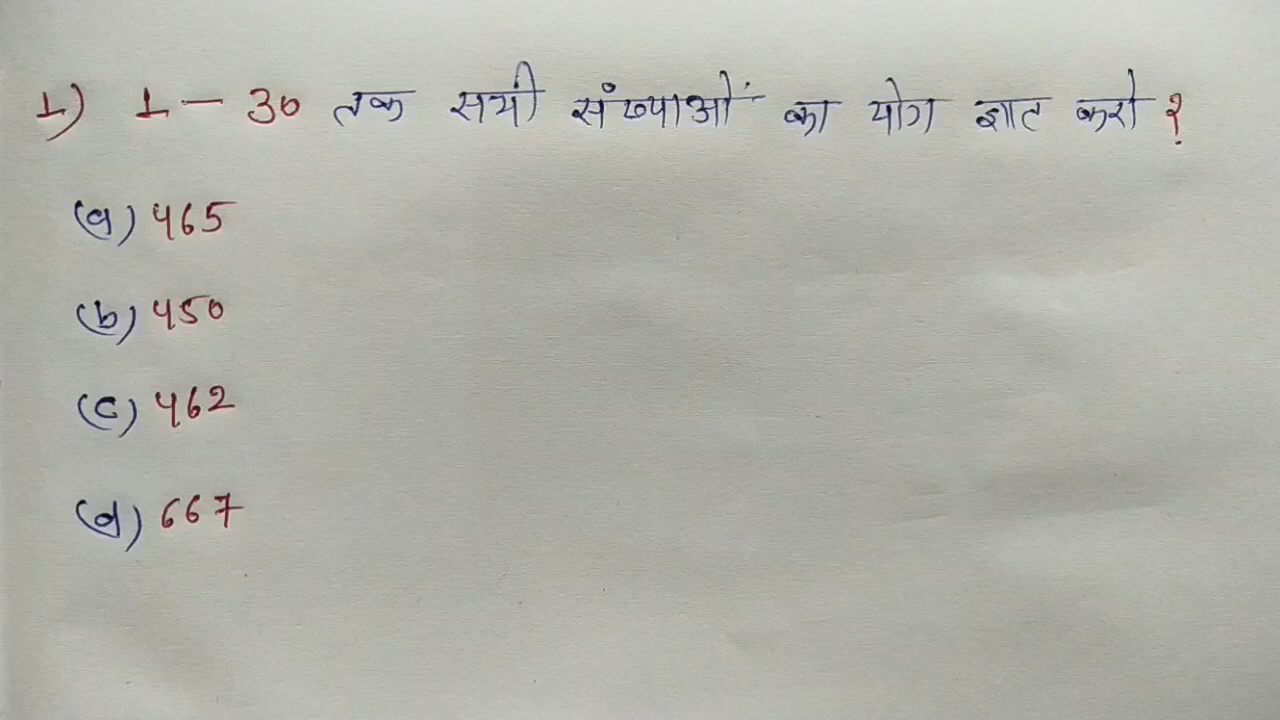 1) 1 - 30 तक सभी संख्याओं का योग ज्ञात करो ?
(a) 465
(b) 450
(c) 462
(d) 667